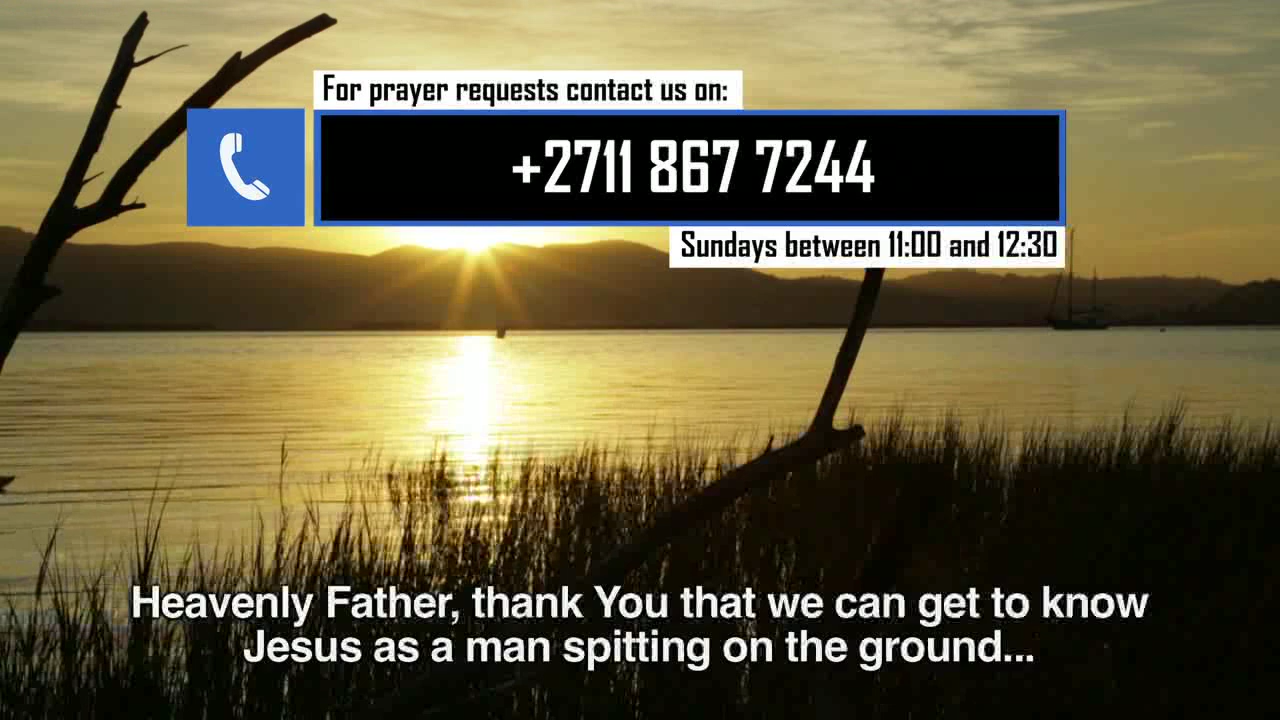 For prayer requests contact us on:
+2711 867 7244
Sundays between 11:00 and 12:30
Heavenly Father, thank You that we can get to know
Jesus as a man spitting on the ground...